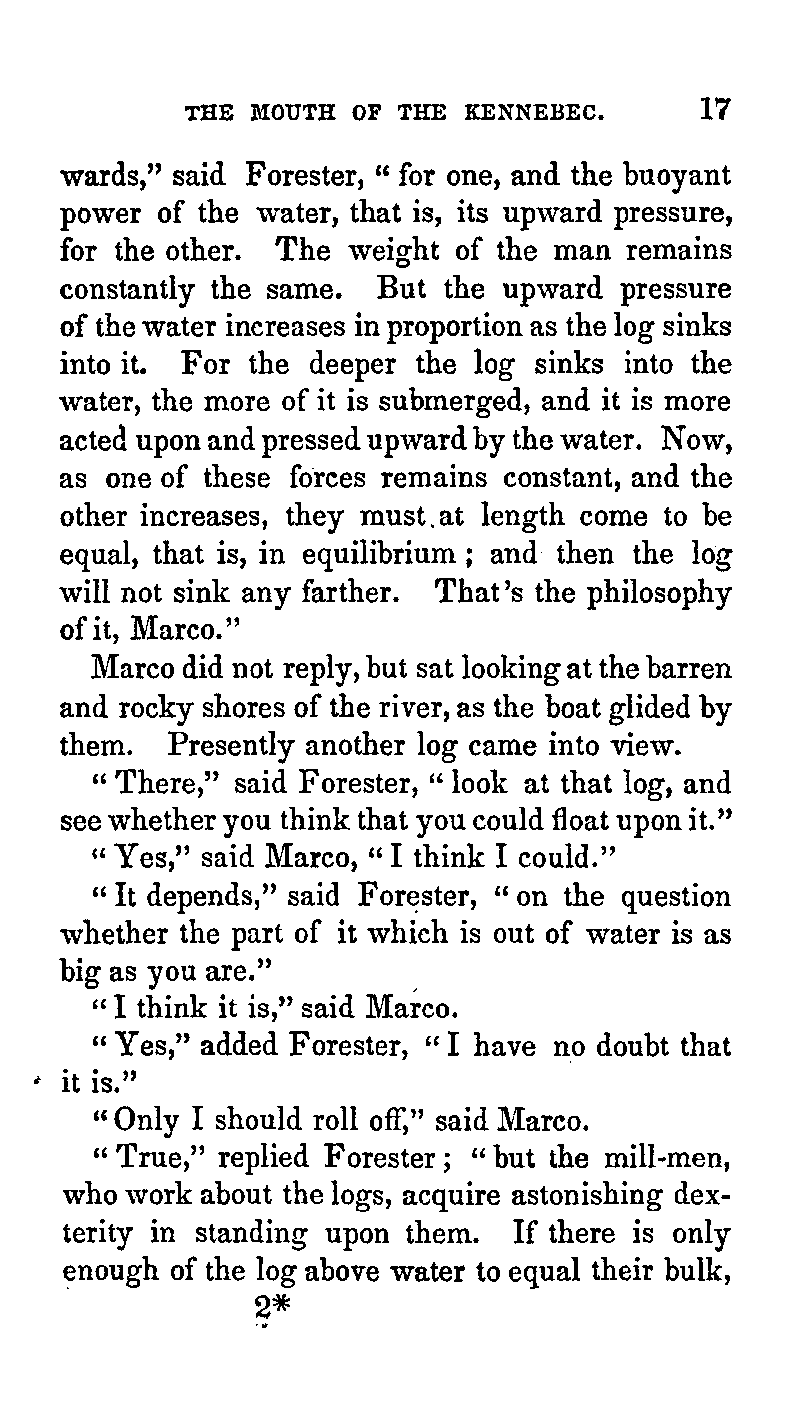 THE MOUTH OF THE KENNEBEC. 17
wards,” said Forester, “ for one, and the buoyant
power of the water, that is, its upward pressure,
for the other. The weight of the man remains
constantly the same. But the upward pressure
of the water increases in proportion as the log sinks
into it. For the deeper the log sinks into the
water, the more of it is submerged, and it is more
acted upon and pressed upward by the water. Now,
as one of these forces remains constant, and the
other increases, they must at length come to be
equal, that is, in equilibrium ; and then the log
will not sink any farther. That’s the philosophy
of it, Marco.”
Marco did not reply, but sat looking at the barren
and rocky shores of the river, as the boat glided by
them. Presently another log came into view.
“ There,” said Forester, “ look at that log, and
see whether you think that you could float upon it.”
“ Yes,” said Marco, “ I think I could.”
“ It depends,” said Forester, “ on the question
whether the part of it which is out of water is as
big as you are.”
“ I think it is,” said Marco.
“ Yes,” added Forester, “ I have no doubt that
it is.”
“ Only I should roll off,” said Marco.
“ True,” replied Forester ; “ but the mill-men,
who work about the logs, acquire astonishing dex-
terity in standing upon them. If there is only
enough of the log above water to equal their bulk,
2*